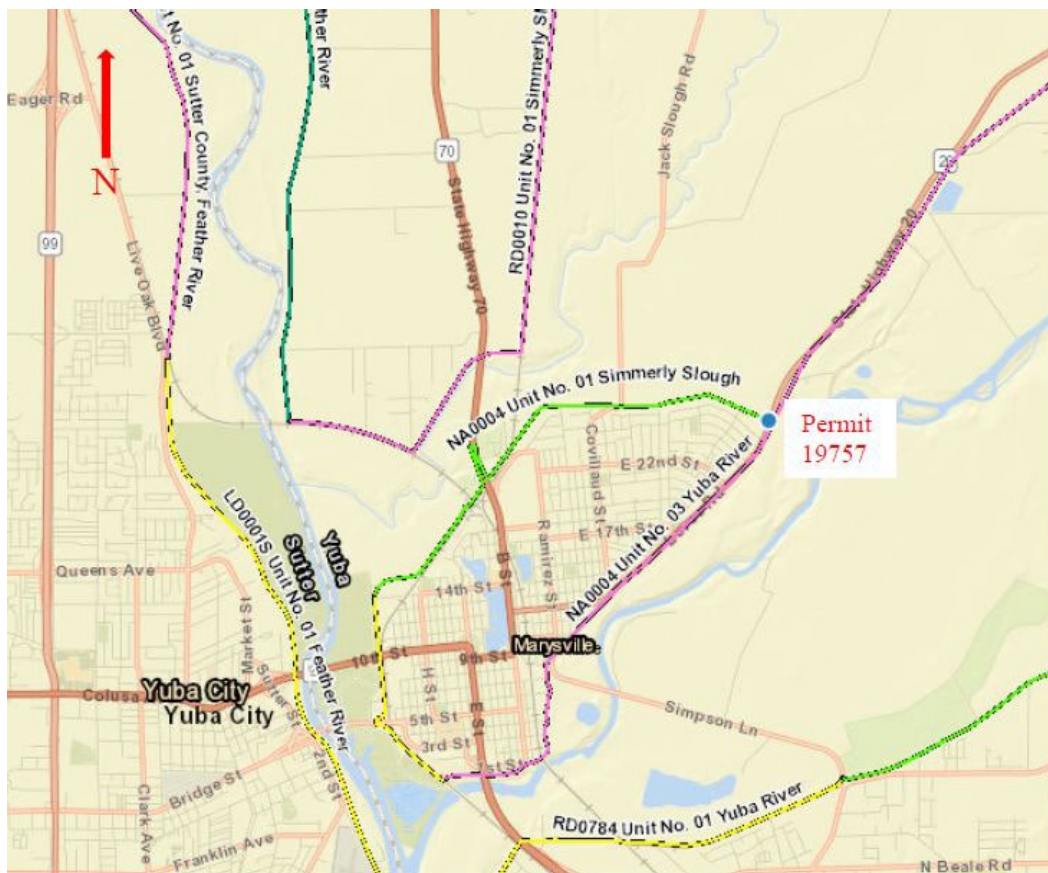 t No. 01 Sutter County, Feather River
ther River
Eager Rd
N
99
Live Oak Blvd
70
State Highway 70
RD0010 Unit No. 01 Simmerly S
Jack Slough Rd
State Highway 20
NA0004 Unit No. 01 Simmerly Slough
Permit
19757
E 22nd St
Covillaud St
E 17th St
NA0004 Unit No. 03 Yuba River
Ramirez St
B St
14th St
LD0001S Unit No. 01 Feather River
Yuba
Sutter
Queens Ave
Market St
Marysville
10th St
9th St
H St
E St
Colusa
Yuba City
Yuba City
Sutter St
2nd St
5th St
3rd St
1st St
Simpson Ln
Bridge St
Clark Ave
Franklin Ave
RD0784 Unit No. 01 Yuba River
N Beale Rd